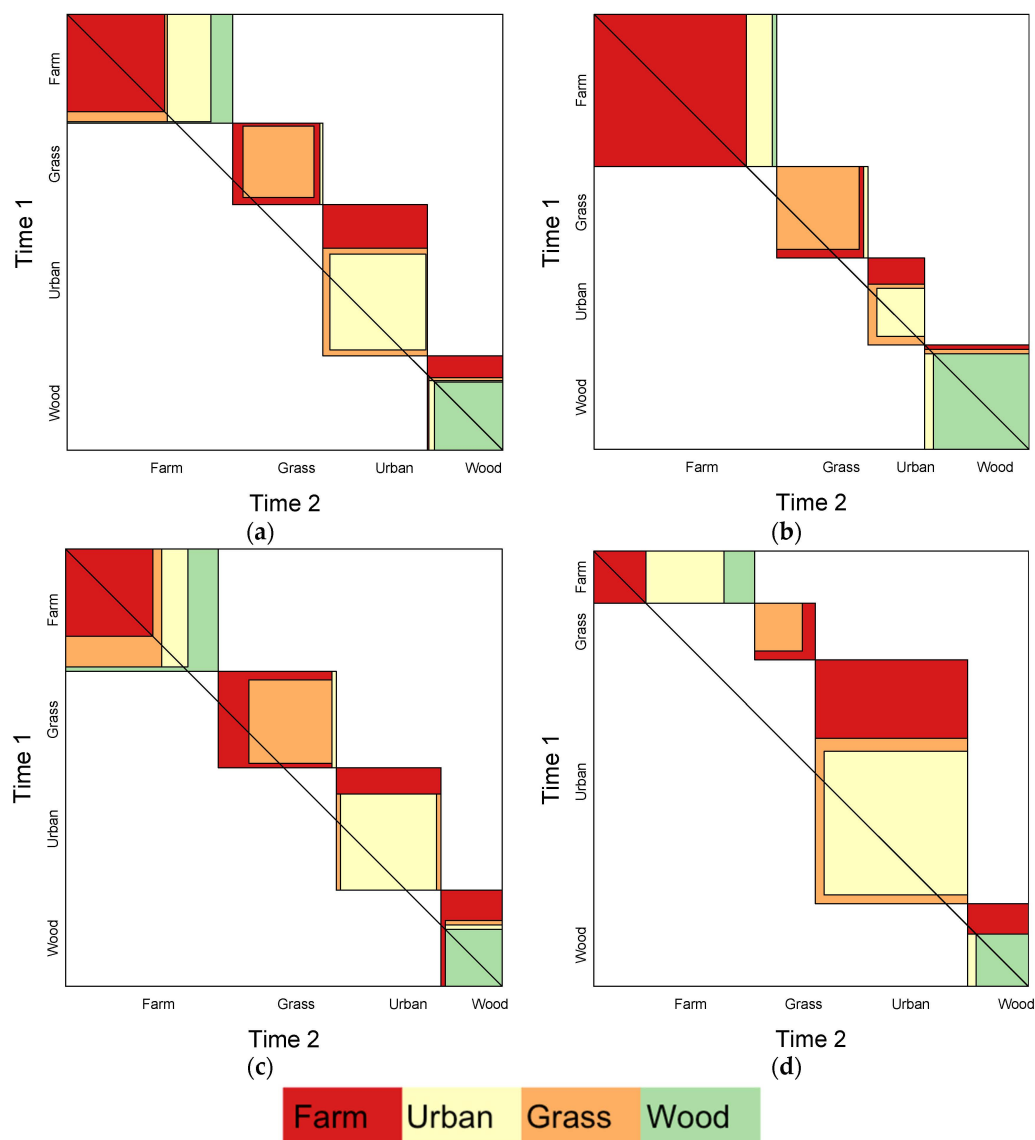 Farm
Grass
Urban
Wood
Time 1
Farm Grass Urban Wood
Time 2
(a)
Farm
Grass
Urban
Wood
Time 1
Farm Grass Urban Wood
Time 2
(b)
Farm
Grass
Urban
Wood
Time 1
Farm Grass Urban Wood
Time 2
(c)
Farm
Grass
Urban
Wood
Time 1
Farm Grass Urban Wood
Time 2
(d)
Farm Urban Grass Wood